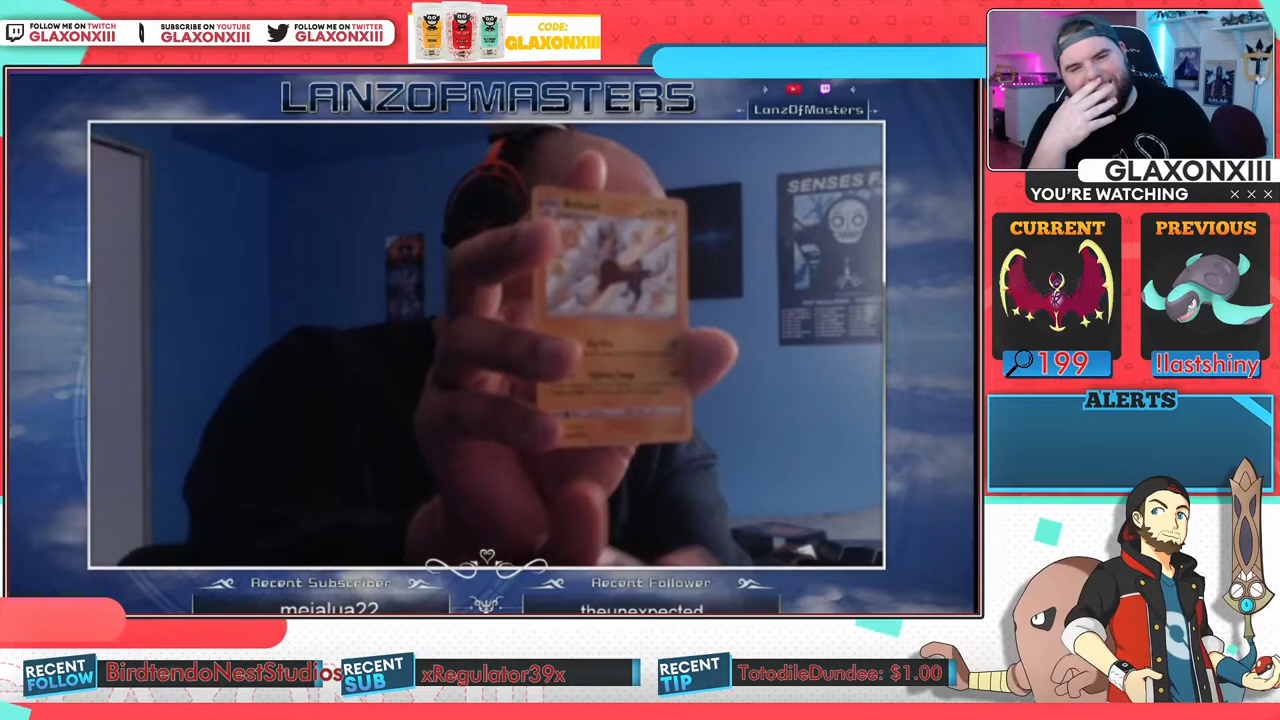 FOLLOW ME ON TWITCH
GLAXONXIII
SUBSCRIBE ON YOUTUBE
GLAXONXIII
FOLLOW ME ON TWITTER
GLAXONXIII
CODE:
GLAXONXIII
LANZOFMASTERS
LanzOfMasters
SENSES F
GALAR
GLAXONXIII
YOU'RE WATCHING
CURRENT
PREVIOUS
199
!lastshiny
ALERTS
Recent Subscriber
mejalua22
Recent Follower
theunexpected
RECENT FOLLOW
BirdtendoNestStudios
RECENT SUB
xRegulator39x
RECENT TIP
TotodileDundee: $1.00